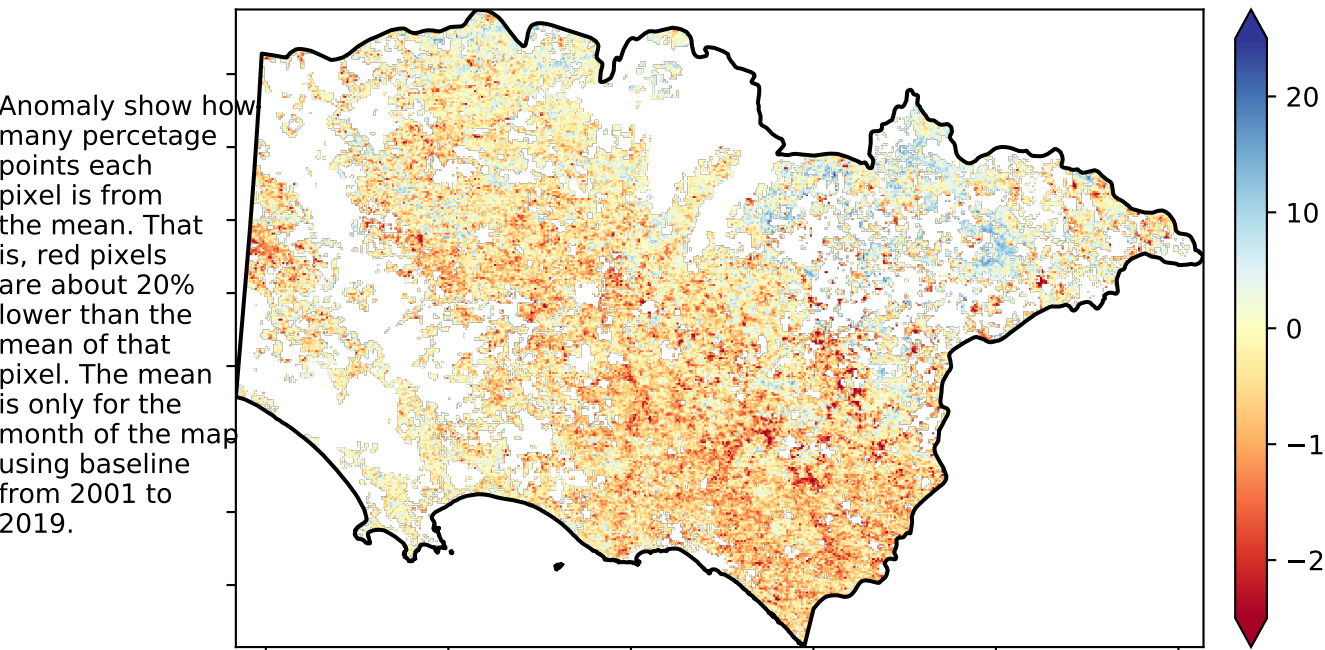 Anomaly show how
many percetage
points each
pixel is from
the mean. That
is, red pixels
are about 20%
lower than the
mean of that
pixel. The mean
is only for the
month of the map
using baseline
from 2001 to
2019.
20
10
0
−1
−2